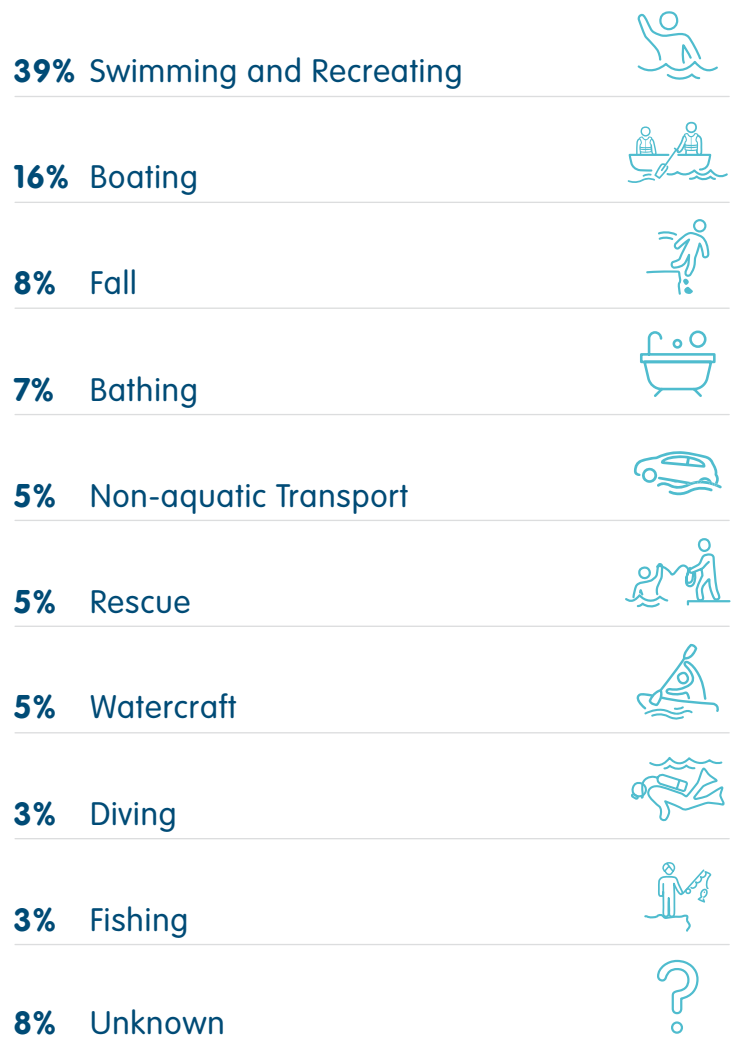 39% Swimming and Recreating
16% Boating
8% Fall
7% Bathing
5% Non-aquatic Transport
5% Rescue
5% Watercraft
3% Diving
3% Fishing
8% Unknown